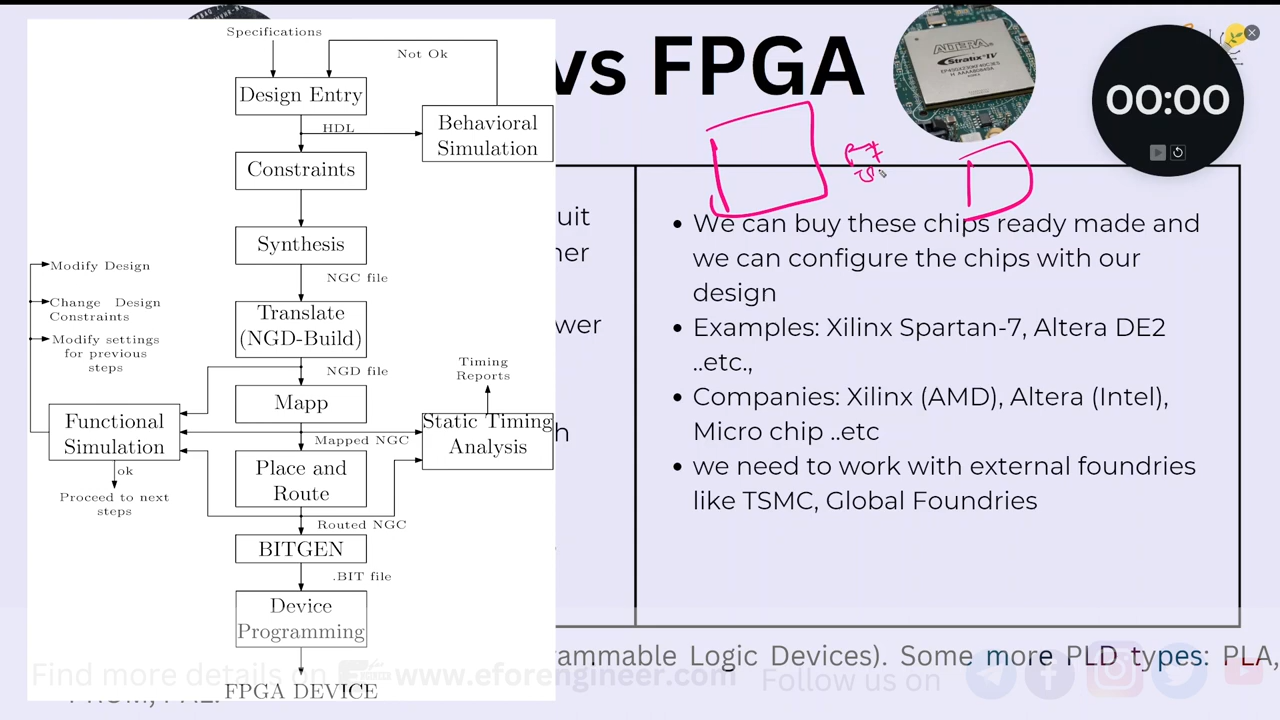 vs FPGA
ALTERA
Stratix IV
00:00
Specifications
Not Ok
Design Entry
HDL
Behavioral
Simulation
Constraints
Synthesis
NGC file
Modify Design
Change Design
Constraints
Modify settings
for previous
steps
Translate
(NGD-Build)
NGD file
Timing
Reports
Mapp
Functional
Simulation
Static Timing
Analysis
Mapped NGC
ok
Proceed to next
steps
Place and
Route
Routed NGC
BITGEN
.BIT file
Device
Programming
FPGA DEVICE
uit
ner
wer
h
• We can buy these chips ready made and
we can configure the chips with our
design
• Examples: Xilinx Spartan-7, Altera DE2
..etc.,
• Companies: Xilinx (AMD), Altera (Intel),
Micro chip ..etc
• we need to work with external foundries
like TSMC, Global Foundries
ammable Logic Devices). Some more PLD types: PLA,
Find more details on www.eforengineer.com Follow us on